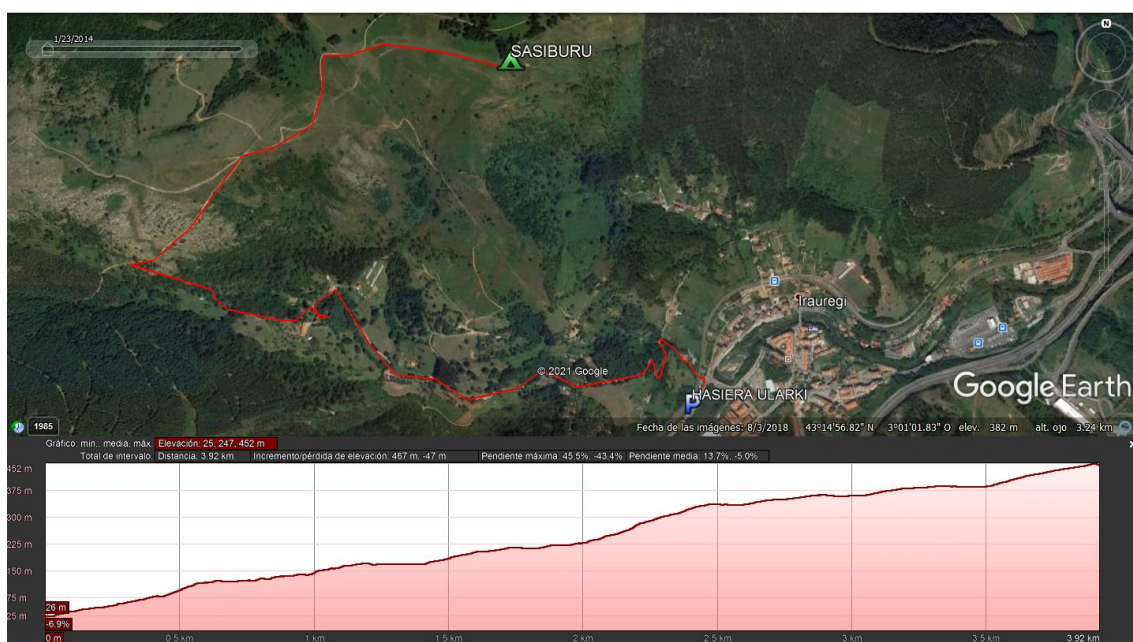 1/23/2014
N
SASIBURU
Irauregi
© 2021 Google
Google Earth
HASIERA ULARKI
P
1985
Fecha de las imágenes: 8/3/2018 43°14'56.82" N 3°01'01.83" O elev. 382 m alt. ojo 3.24 km
Gráfico: mín., media, máx. Elevación: 25, 247, 452 m
Total de intervalo: Distancia: 3.92 km Incremento/pérdida de elevación: 467 m, -47 m Pendiente máxima: 45.5%, -43.4% Pendiente media: 13.7%, -5.0%
452 m
375 m
300 m
225 m
150 m
75 m
25 m
26 m
-6.9%
0 m 0.5 km 1 km 1.5 km 2 km 2.5 km 3 km 3.5 km 3.92 km